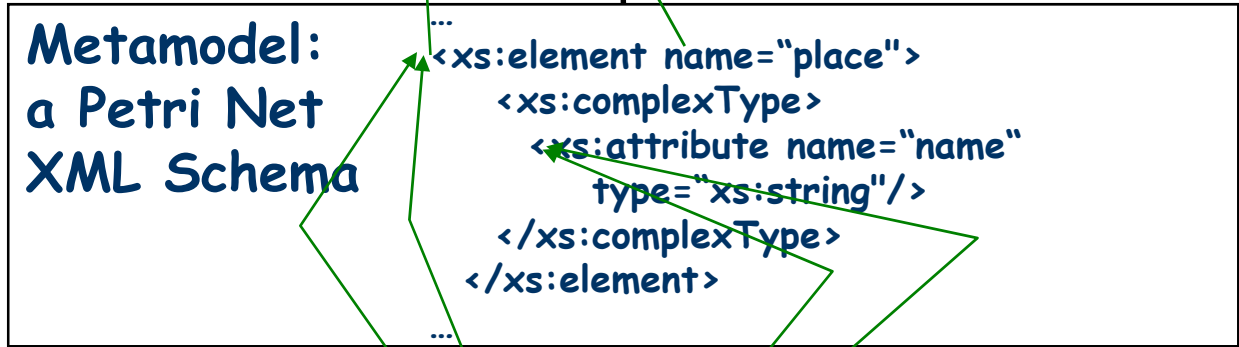 Metamodel:
a Petri Net
XML Schema
...
<xs:element name=“place">
<xs:complexType>
<xs:attribute name=“name“
type=“xs:string"/>
</xs:complexType>
</xs:element>
...